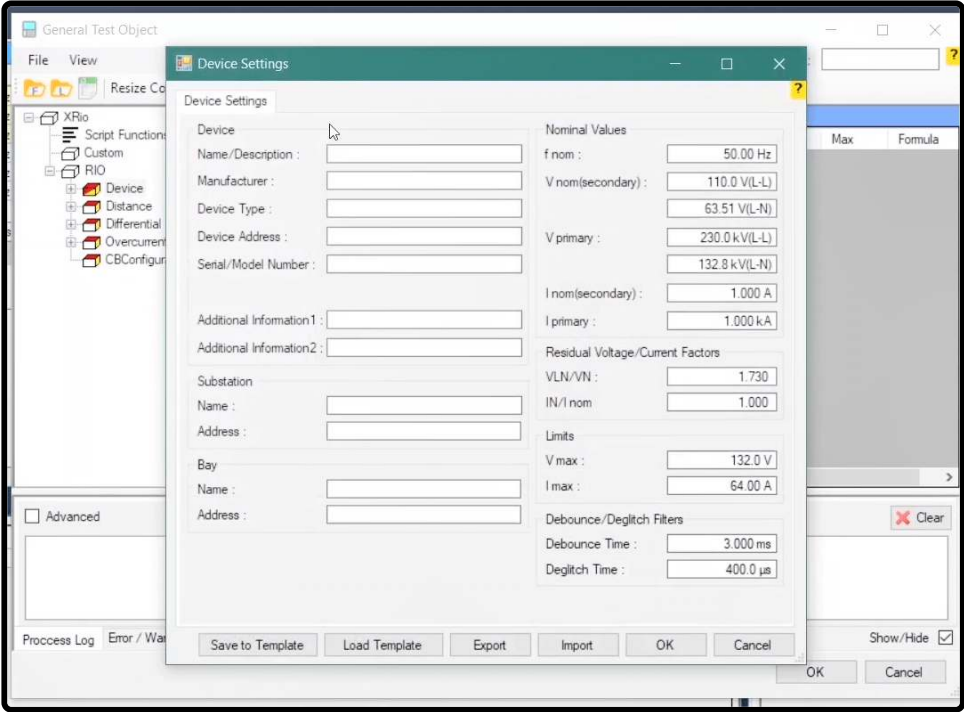 General Test Object
File View
Resize Co
XRio
Script Function
Custom
RIO
Device
Distance
Differential
Overcurren
CBConfigur
Max Formula
Device Settings
?
?
Device Settings
Device
Name/Description :
Manufacturer :
Device Type :
Device Address :
Serial/Model Number :
Additional Information1 :
Additional Information2 :
Substation
Name :
Address :
Bay
Name :
Address :
Nominal Values
f nom : 50.00 Hz
V nom(secondary) : 110.0 V(L-L)
63.51 V(L-N)
V primary : 230.0 kV(L-L)
132.8 kV(L-N)
I nom(secondary) : 1.000 A
I primary : 1.000 kA
Residual Voltage/Current Factors
VLN/VN : 1.730
IN/I nom 1.000
Limits
V max : 132.0 V
I max : 64.00 A
Debounce/Deglitch Filters
Debounce Time : 3.000 ms
Deglitch Time : 400.0 µs
Save to Template Load Template Export Import OK Cancel
Advanced
Clear
Proccess Log Error / Wa
Show/Hide
OK Cancel